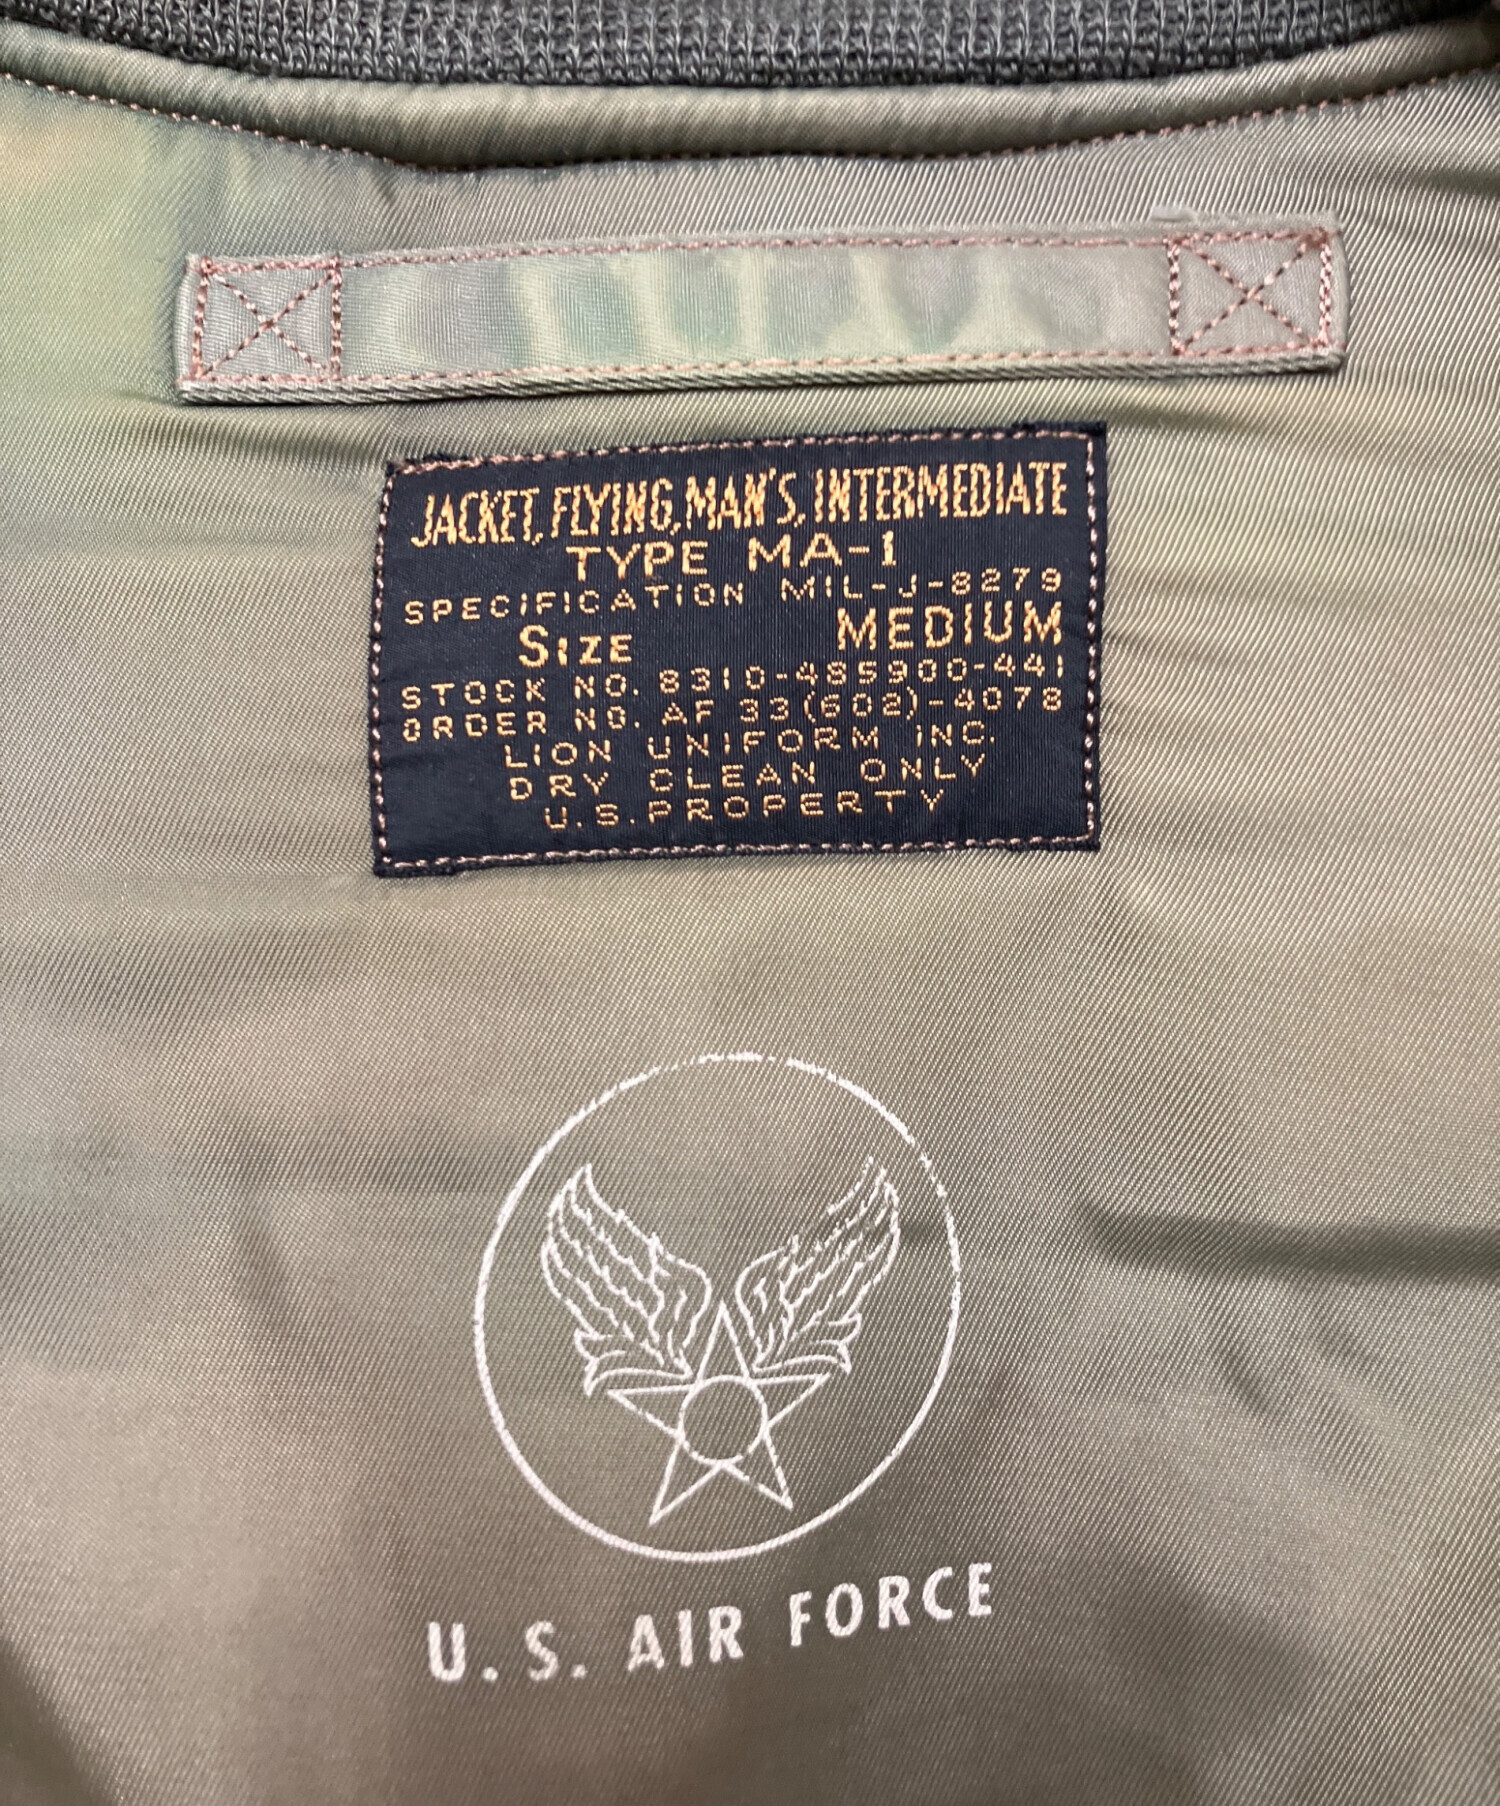 JACKET, FLYING, MAN'S, INTERMEDIATE
TYPE MA-1
SPECIFICATION MIL-J-8279
SIZE MEDIUM
STOCK NO. 8310-485900-441
ORDER NO. AF 33(602)-4078
LION UNIFORM INC.
DRY CLEAN ONLY
U.S.PROPERTY
U.S. AIR FORCE